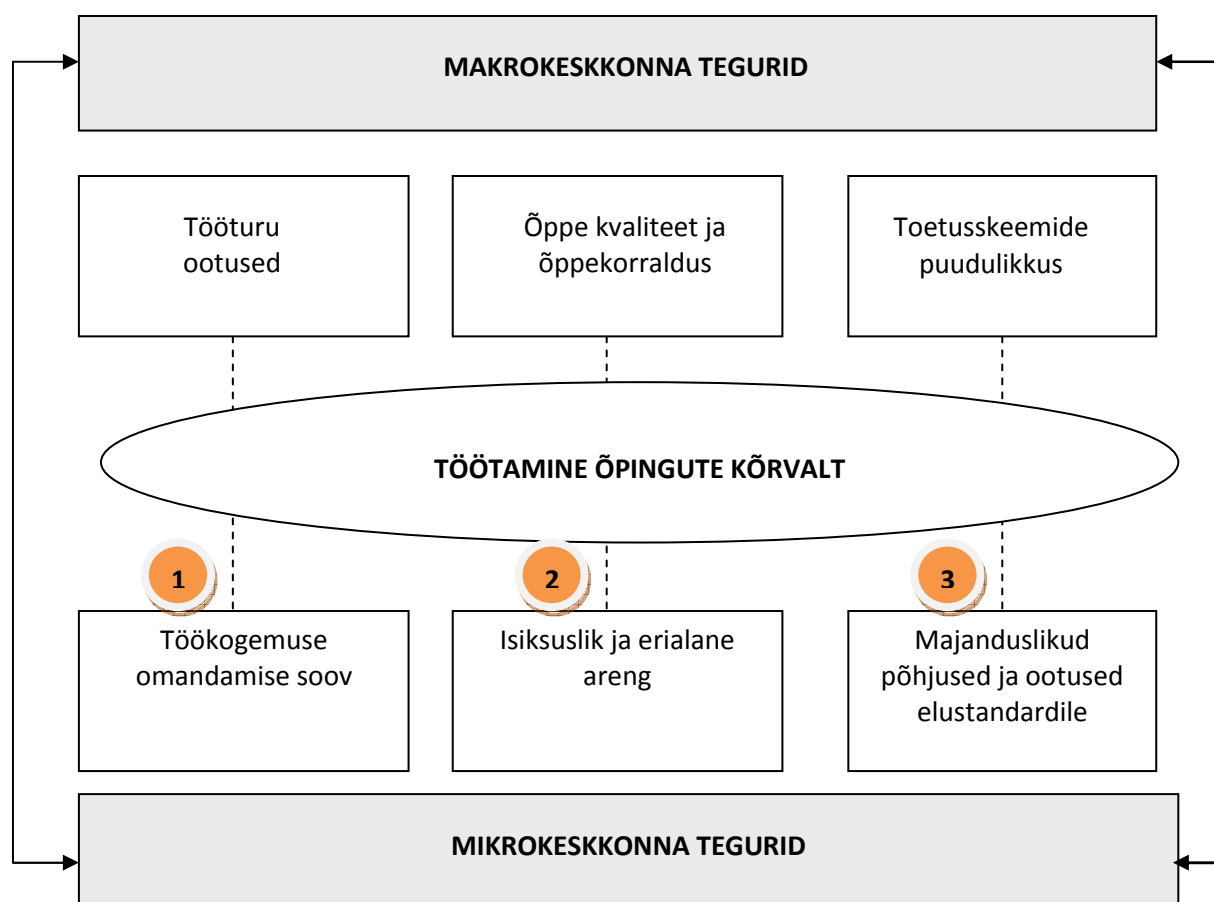 MAKROKESKKONNA TEGURID
Tööturu
ootused
Õppe kvaliteet ja
õppekorraldus
Toetusskeemide
puudulikkus
TÖÖTAMINE ÕPINGUTE KÕRVALT
1
2
3
Töökogemuse
omandamise soov
Isiksuslik ja erialane
areng
Majanduslikud
põhjused ja ootused
elustandardile
MIKROKESKKONNA TEGURID